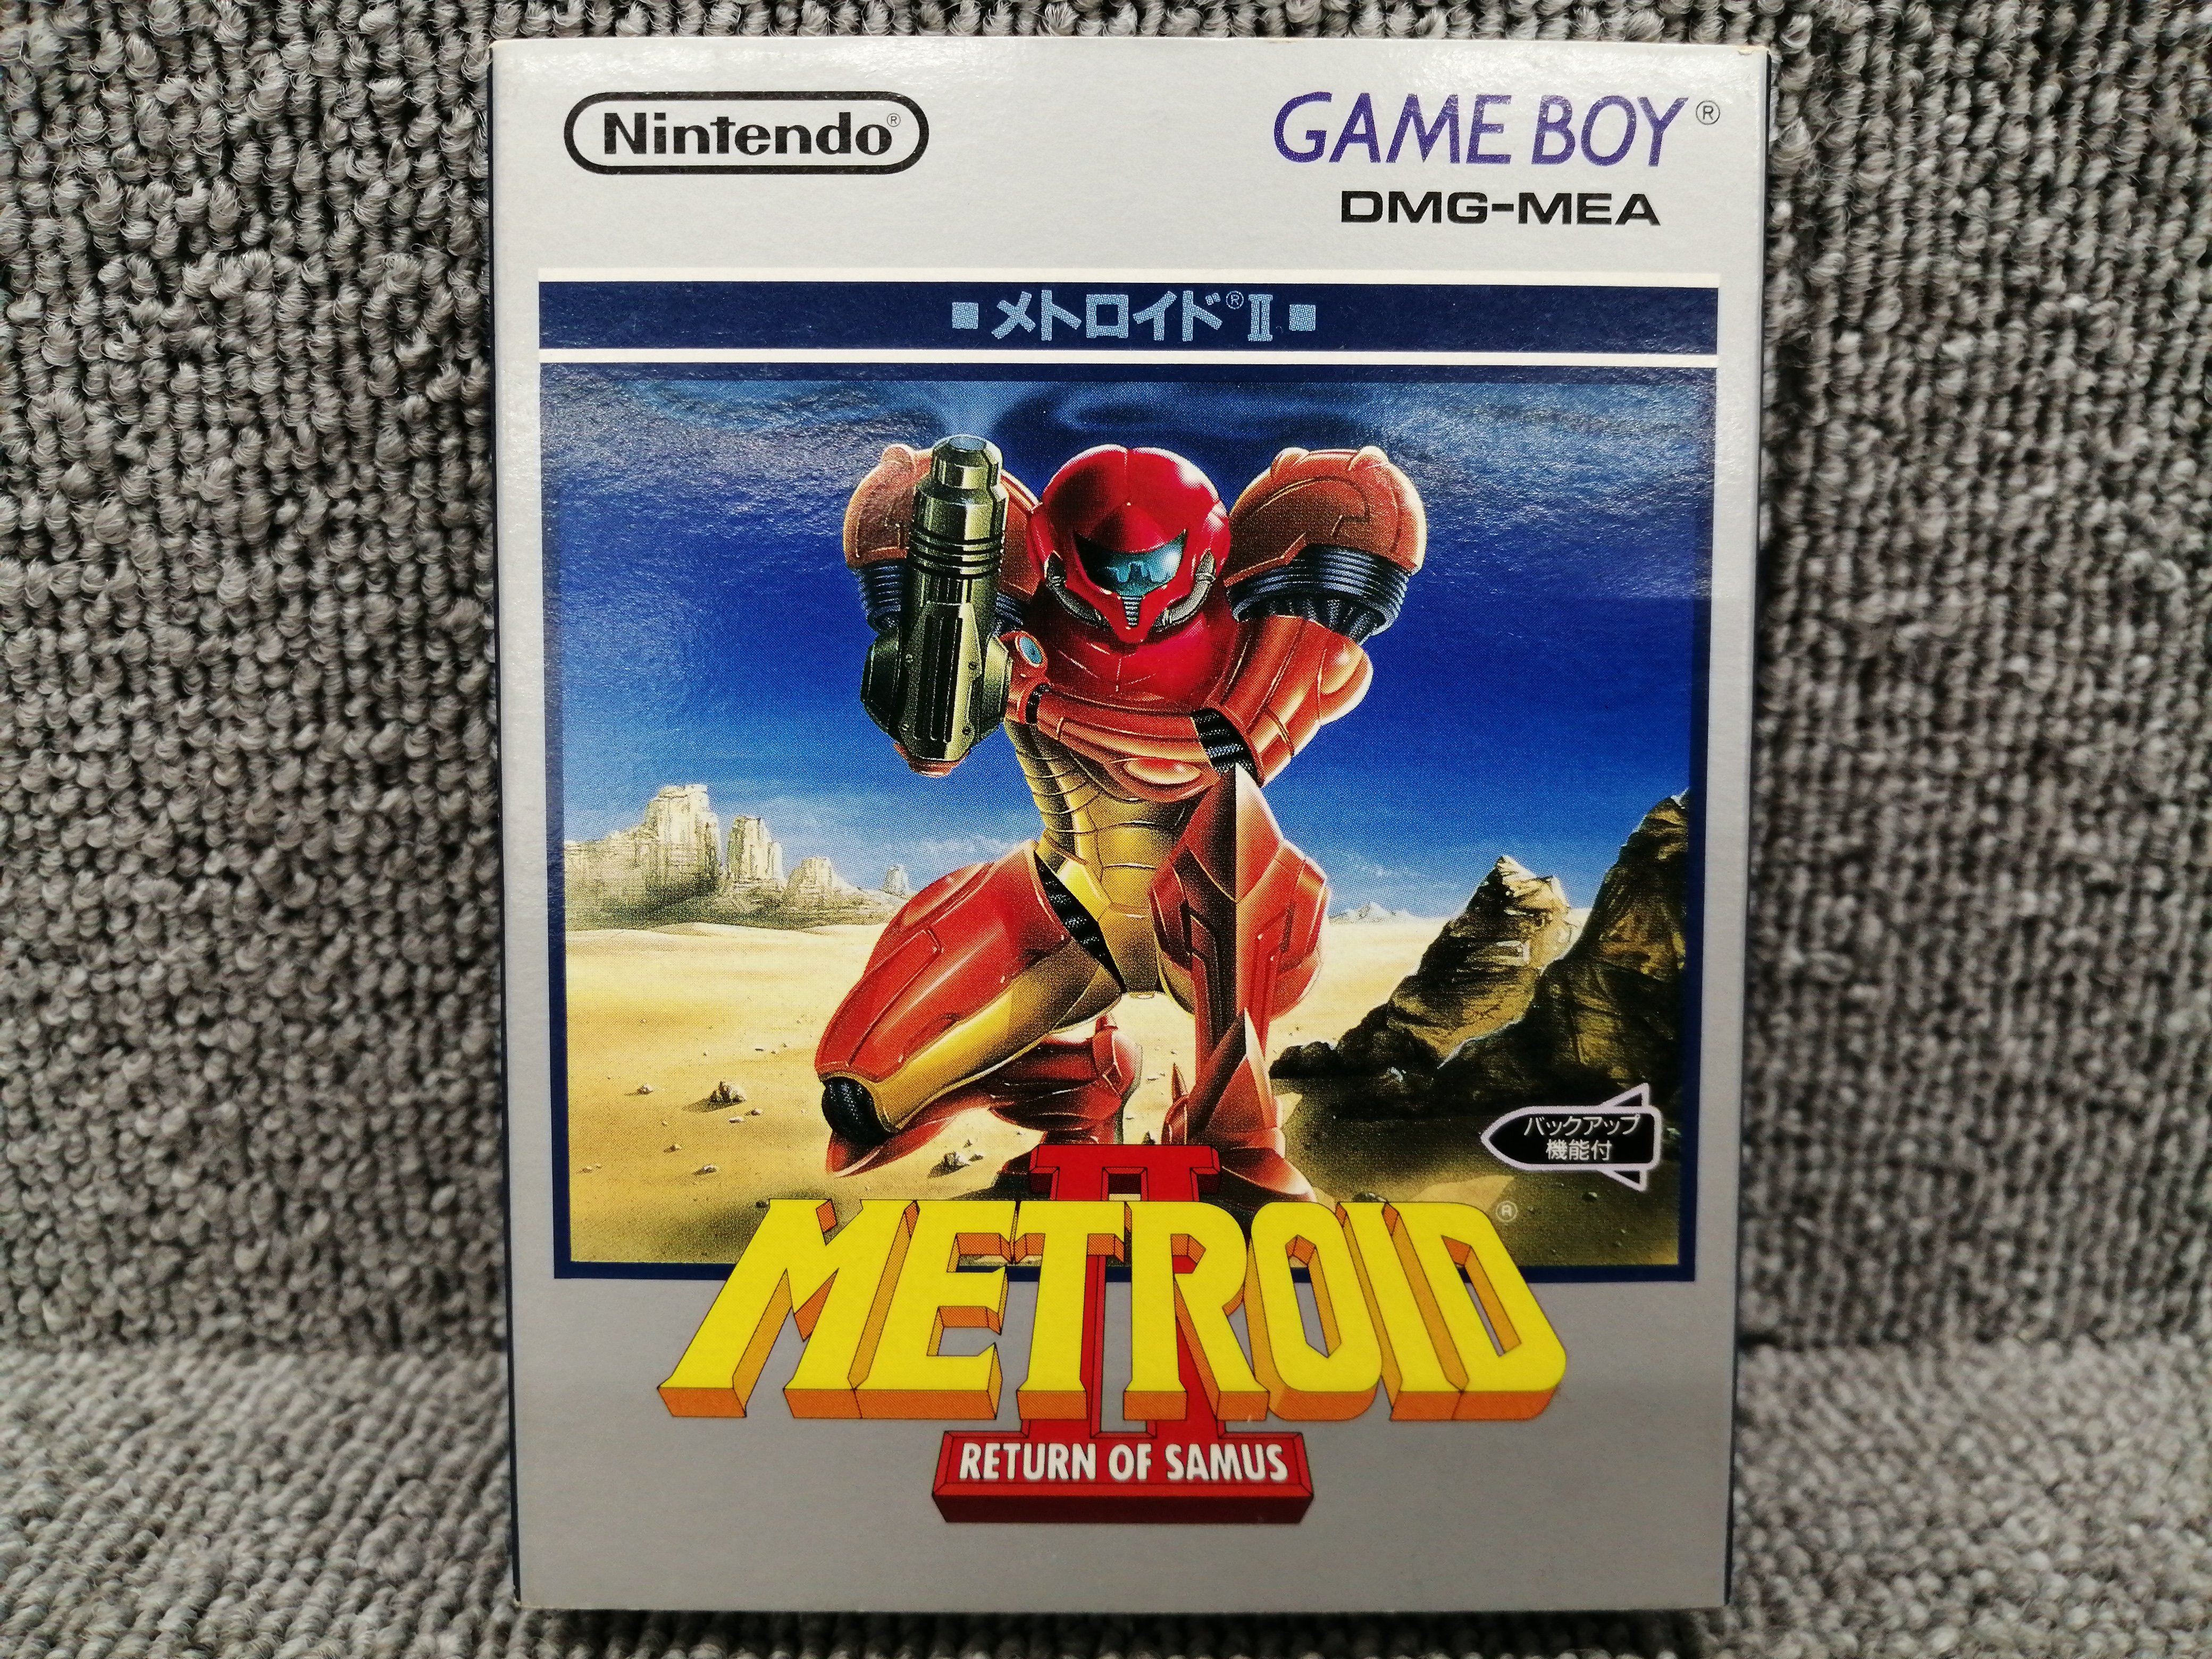 Nintendo®
GAME BOY®
DMG-MEA
■メトロイド®II■
バックアップ
機能付
METROID®
II
RETURN OF SAMUS